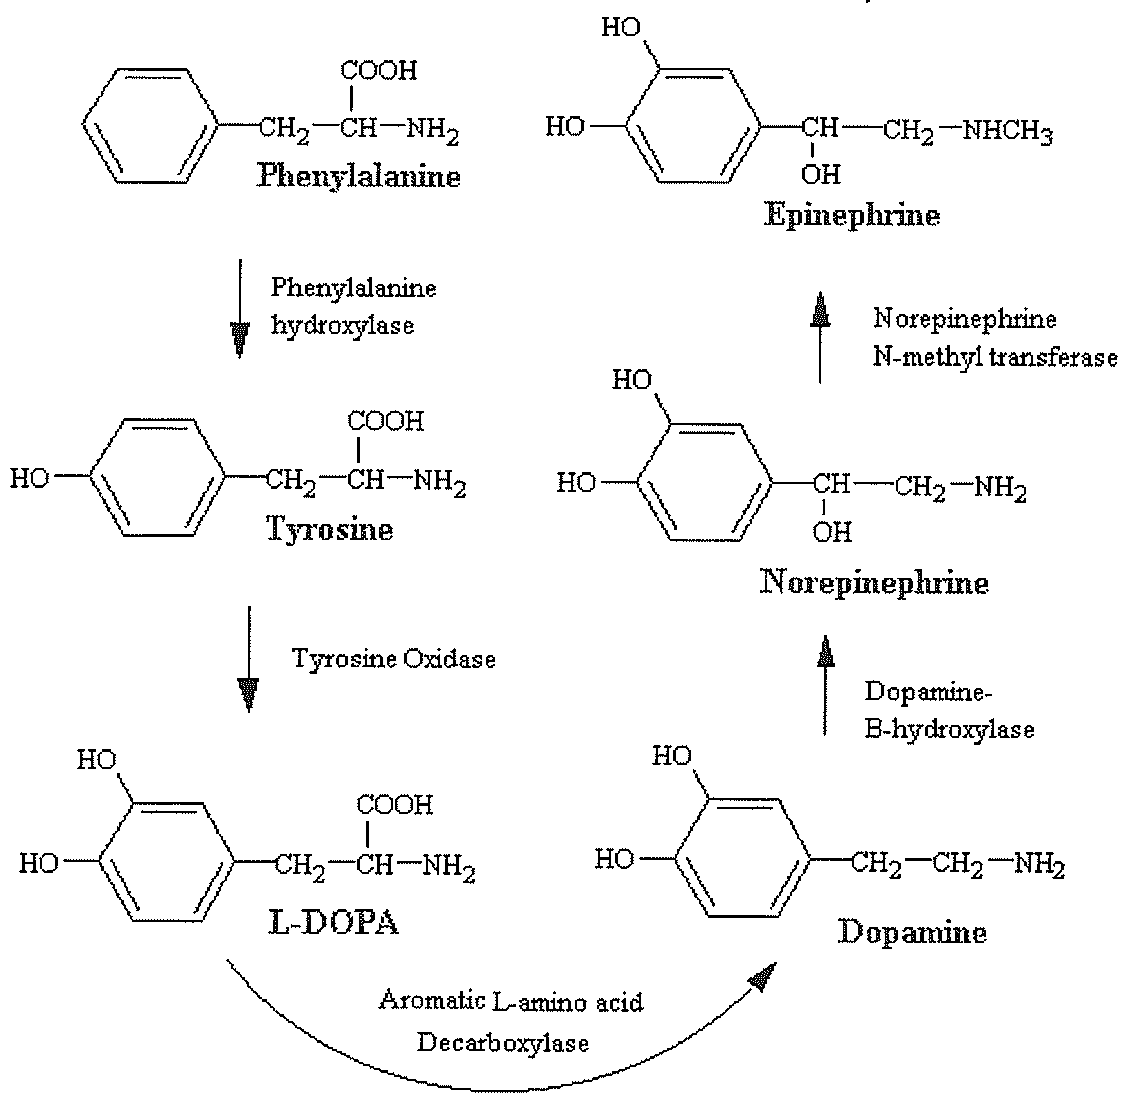 COOH
CH2—CH—NH2
Phenylalanine
Phenylalanine
hydroxylase
COOH
HO
CH2—CH—NH2
Tyrosine
Tyrosine Oxidase
HO
COOH
HO
CH2—CH—NH2
L-DOPA
Aromatic L-amino acid
Decarboxylase
HO
HO
CH2—CH2—NH2
Dopamine
Dopamine-
B-hydroxylase
HO
HO
CH—CH2—NH2
OH
Norepinephrine
Norepinephrine
N-methyl transferase
HO
HO
CH—CH2—NHCH3
OH
Epinephrine